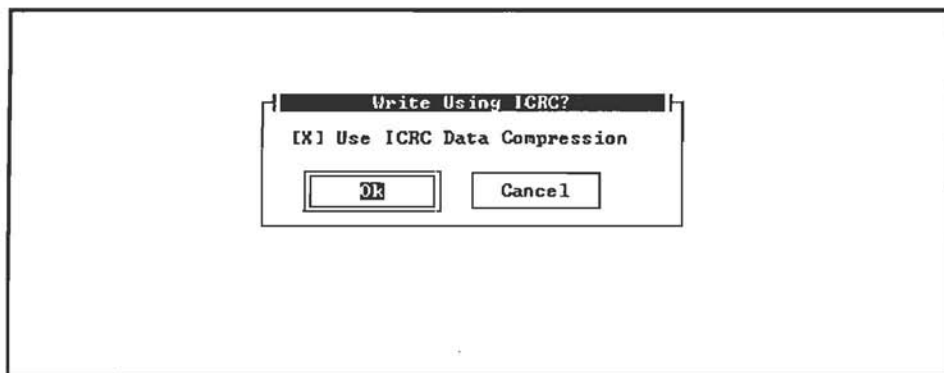 Write Using ICRC?
[X] Use ICRC Data Compression
Ok Cancel